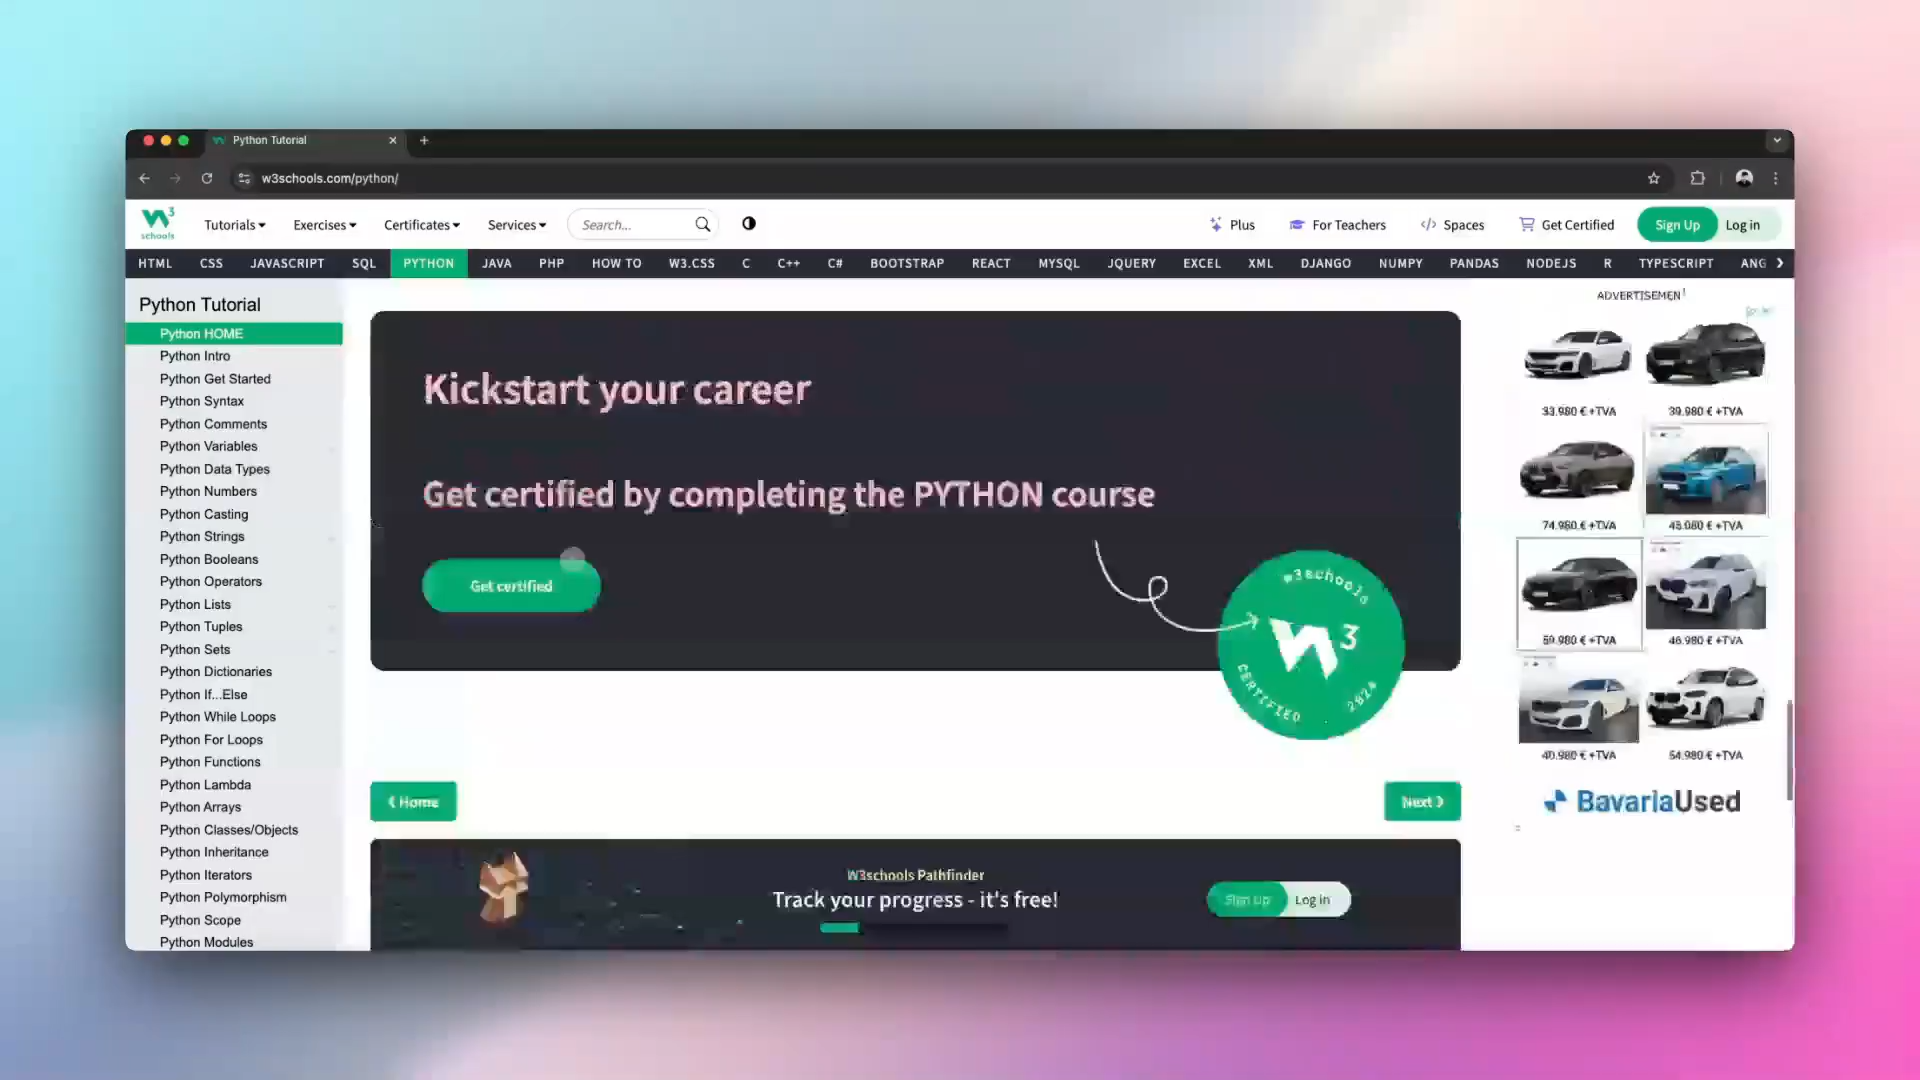 Python Tutorial
w3schools.com/python/
W3 schools
Tutorials
Exercises
Certificates
Services
Search...
Plus
For Teachers
</> Spaces
Get Certified
Sign Up
Log in
HTML CSS JAVASCRIPT SQL PYTHON JAVA PHP HOW TO W3.CSS C C++ C# BOOTSTRAP REACT MYSQL JQUERY EXCEL XML DJANGO NUMPY PANDAS NODEJS R TYPESCRIPT ANG
Python Tutorial
Python HOME
Python Intro
Python Get Started
Python Syntax
Python Comments
Python Variables
Python Data Types
Python Numbers
Python Casting
Python Strings
Python Booleans
Python Operators
Python Lists
Python Tuples
Python Sets
Python Dictionaries
Python If...Else
Python While Loops
Python For Loops
Python Functions
Python Lambda
Python Arrays
Python Classes/Objects
Python Inheritance
Python Iterators
Python Polymorphism
Python Scope
Python Modules
Kickstart your career
Get certified by completing the PYTHON course
Get certified
w3schools
W3
CERTIFIED 2024
❮ Home
Next ❯
W3schools Pathfinder
Track your progress - it's free!
Sign Up
Log in
ADVERTISEMEN
33.980 € +TVA
39.980 € +TVA
74.980 € +TVA
43.080 € +TVA
59.980 € +TVA
46.980 € +TVA
40.980 € +TVA
54.980 € +TVA
BavariaUsed